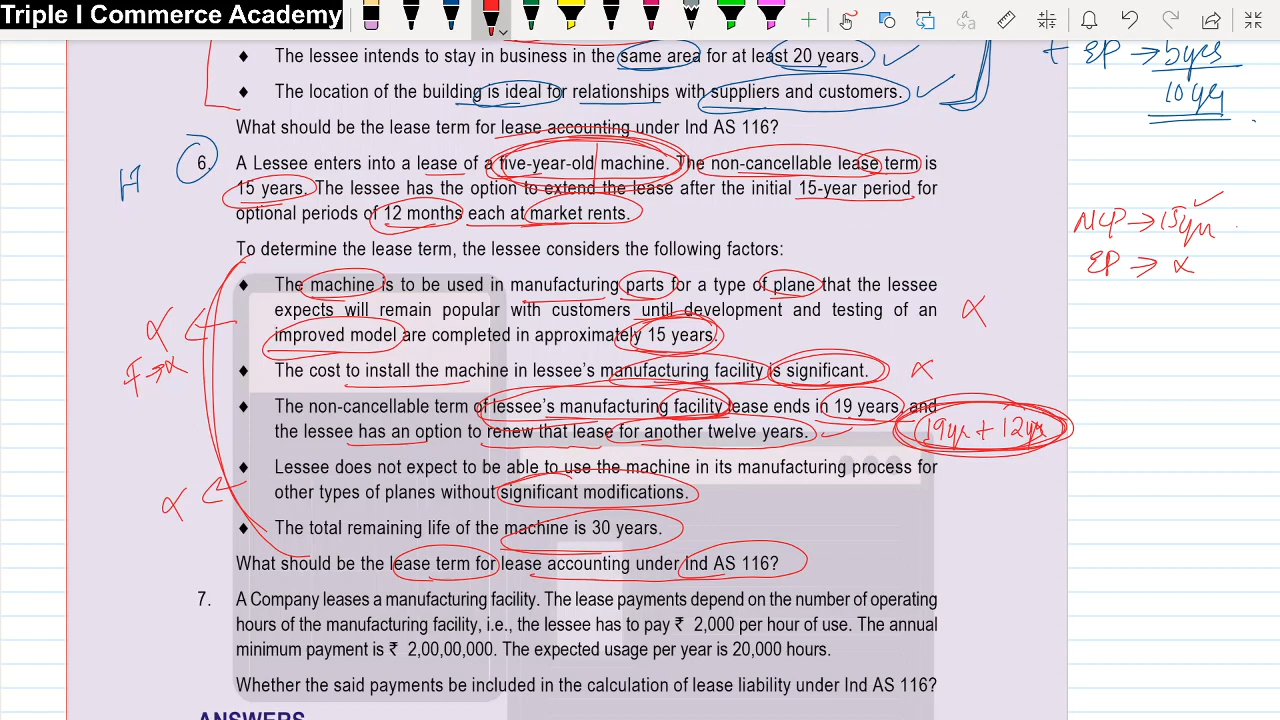 Triple I Commerce Academy
♦ The lessee intends to stay in business in the same area for at least 20 years.
+ EP → 5yrs
♦ The location of the building is ideal for relationships with suppliers and customers.
10 yrs
What should be the lease term for lease accounting under Ind AS 116?
H
6. A Lessee enters into a lease of a five-year-old machine. The non-cancellable lease term is
15 years. The lessee has the option to extend the lease after the initial 15-year period for
optional periods of 12 months each at market rents.
NCP → 15yrs
EP → x
To determine the lease term, the lessee considers the following factors:
♦ The machine is to be used in manufacturing parts for a type of plane that the lessee
expects will remain popular with customers until development and testing of an
improved model are completed in approximately 15 years.
x
x
♦ The cost to install the machine in lessee's manufacturing facility is significant.
x
♦ The non-cancellable term of lessee's manufacturing facility lease ends in 19 years and
the lessee has an option to renew that lease for another twelve years.
19yrs + 12yrs
♦ Lessee does not expect to be able to use the machine in its manufacturing process for
other types of planes without significant modifications.
x
♦ The total remaining life of the machine is 30 years.
What should be the lease term for lease accounting under Ind AS 116?
7. A Company leases a manufacturing facility. The lease payments depend on the number of operating
hours of the manufacturing facility, i.e., the lessee has to pay ₹ 2,000 per hour of use. The annual
minimum payment is ₹ 2,00,00,000. The expected usage per year is 20,000 hours.
Whether the said payments be included in the calculation of lease liability under Ind AS 116?
ANSWERS